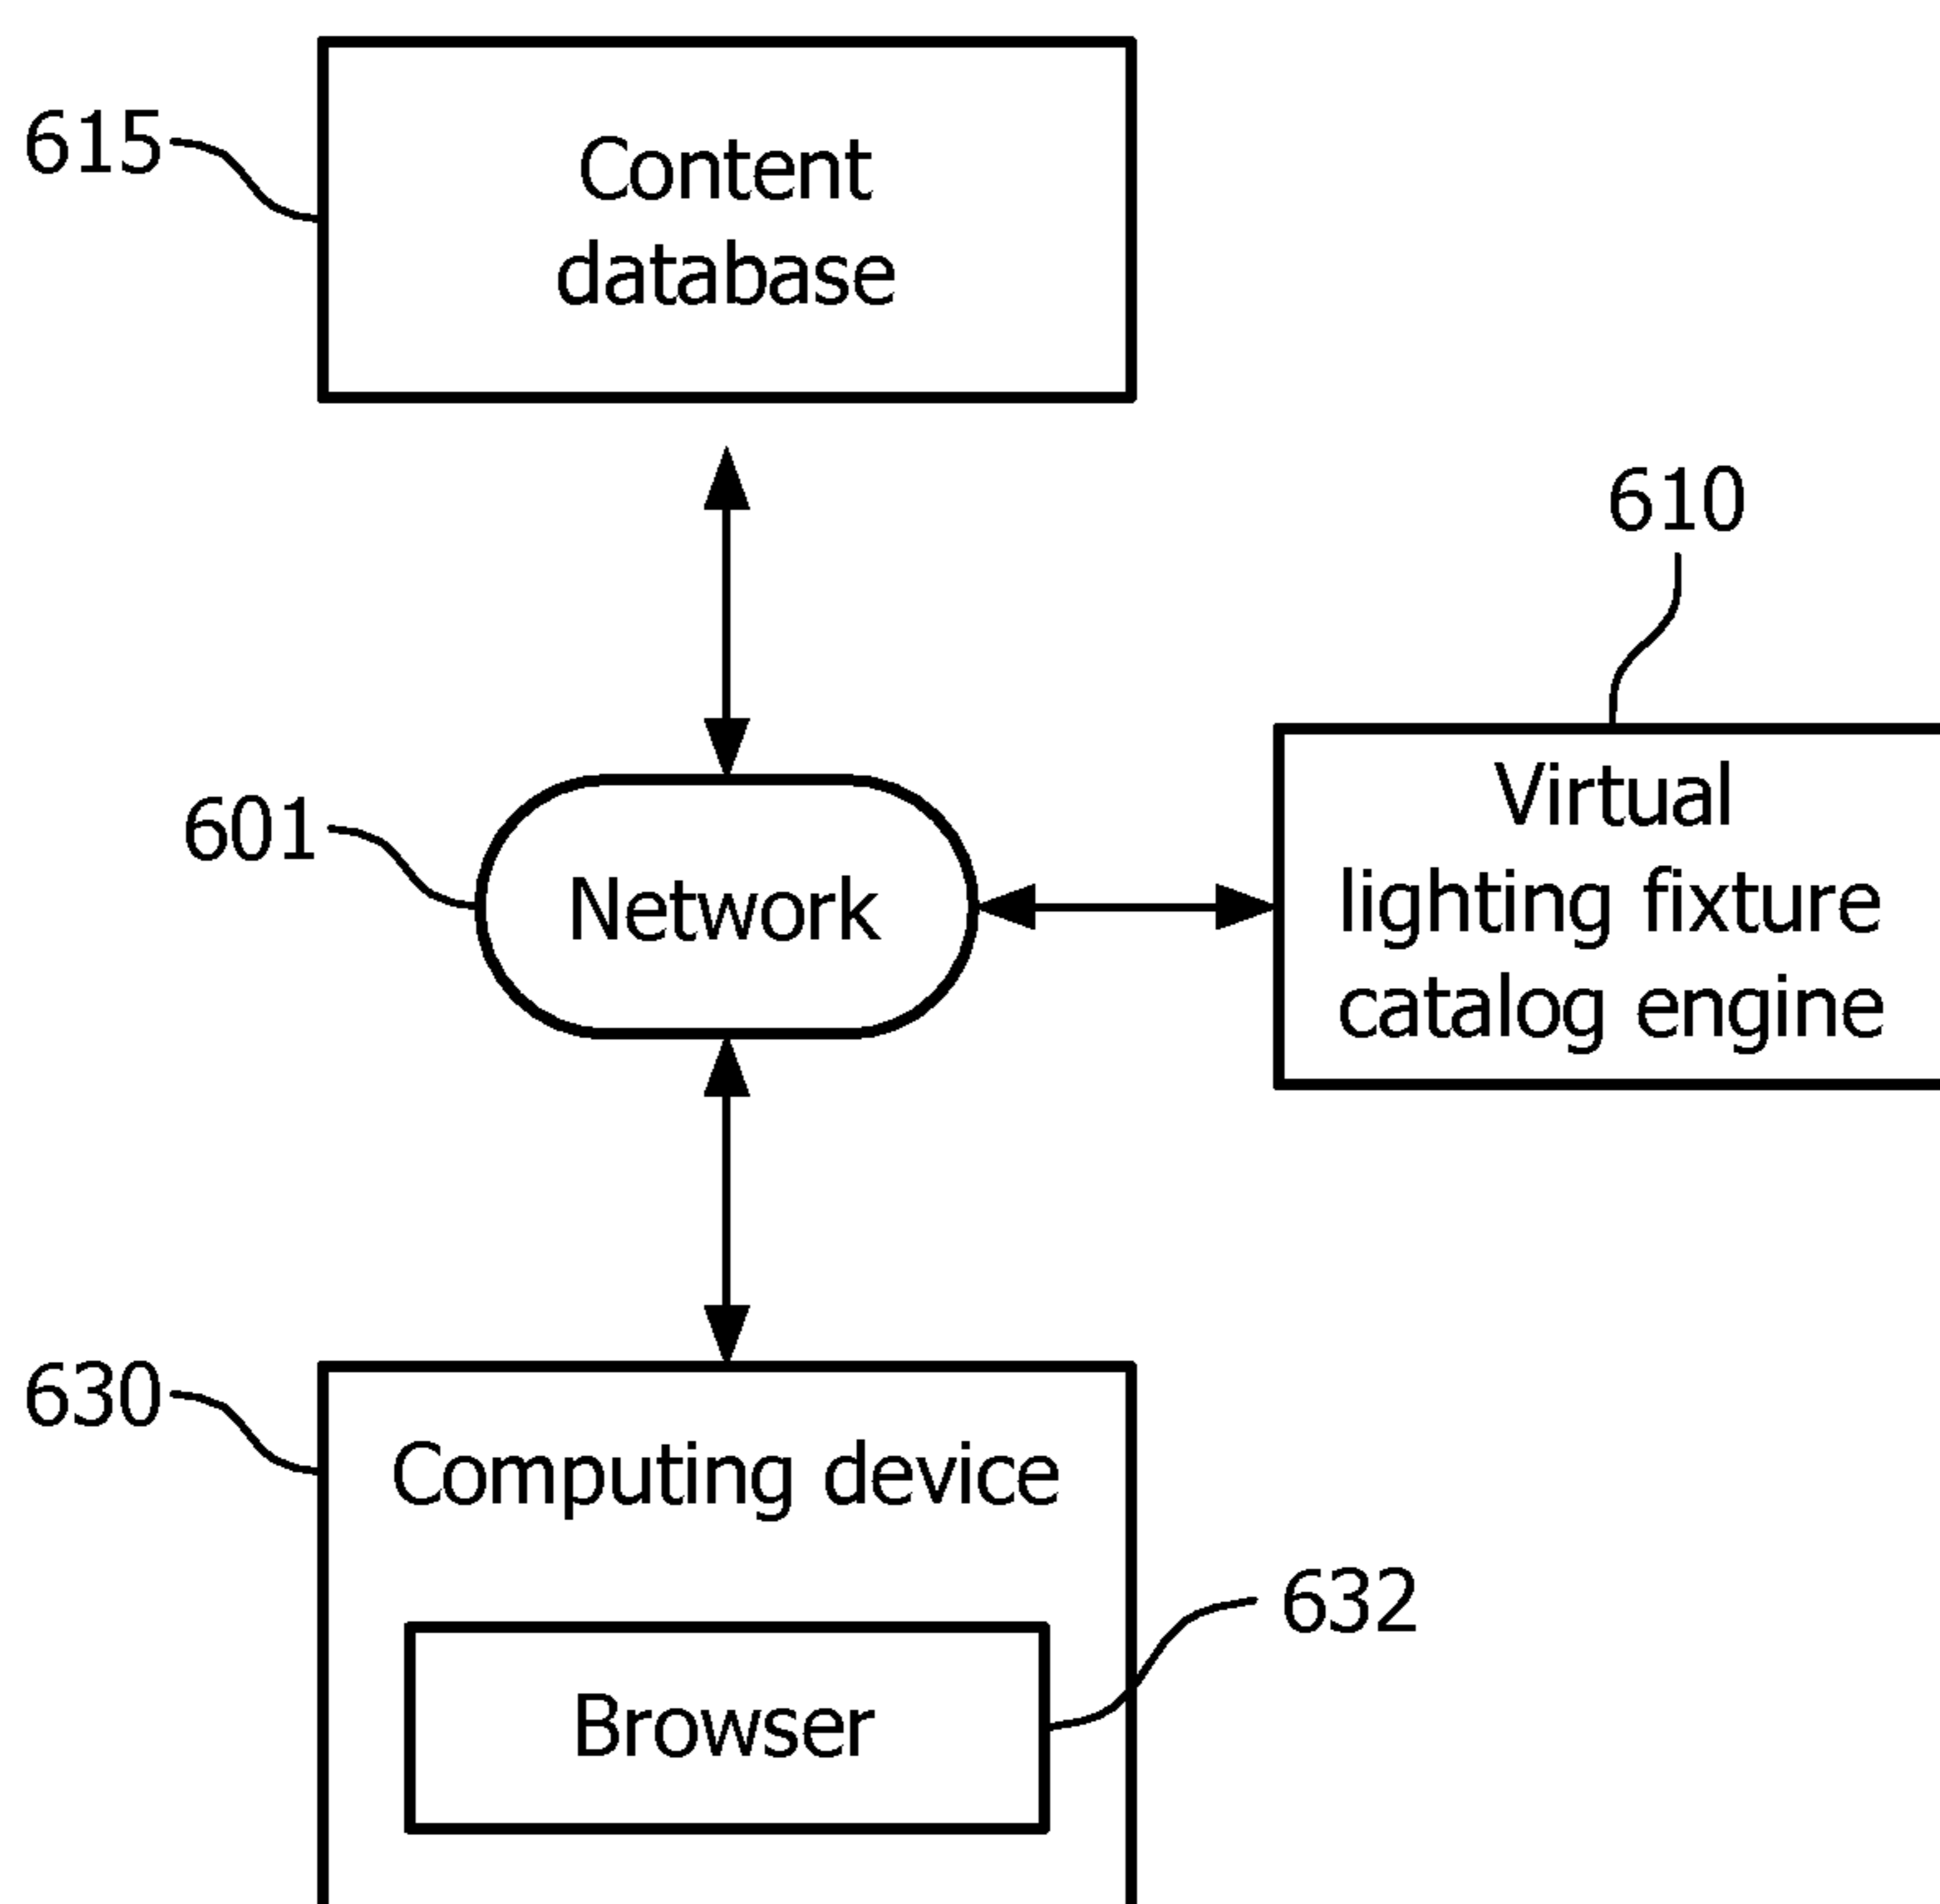 615
Content
database
610
601
Network
Virtual
lighting fixture
catalog engine
630
Computing device
632
Browser